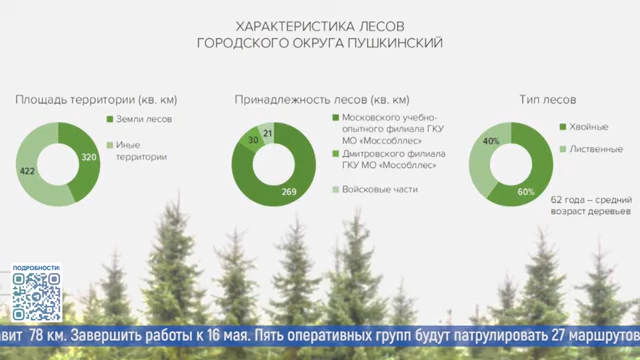 ХАРАКТЕРИСТИКА ЛЕСОВ
ГОРОДСКОГО ОКРУГА ПУШКИНСКИЙ
Площадь территории (кв. км)
320
422
Земли лесов
Иные
территории
Принадлежность лесов (кв. км)
30
21
269
Московского учебно-
опытного филиала ГКУ
МО «Мособллес»
Дмитровского филиала
ГКУ МО «Мособллес»
Войсковые части
Тип лесов
40%
60%
Хвойные
Лиственные
62 года – средний
возраст деревьев
ПОДРОБНОСТИ:
авит 78 км. Завершить работы к 16 мая. Пять оперативных групп будут патрулировать 27 маршрутов